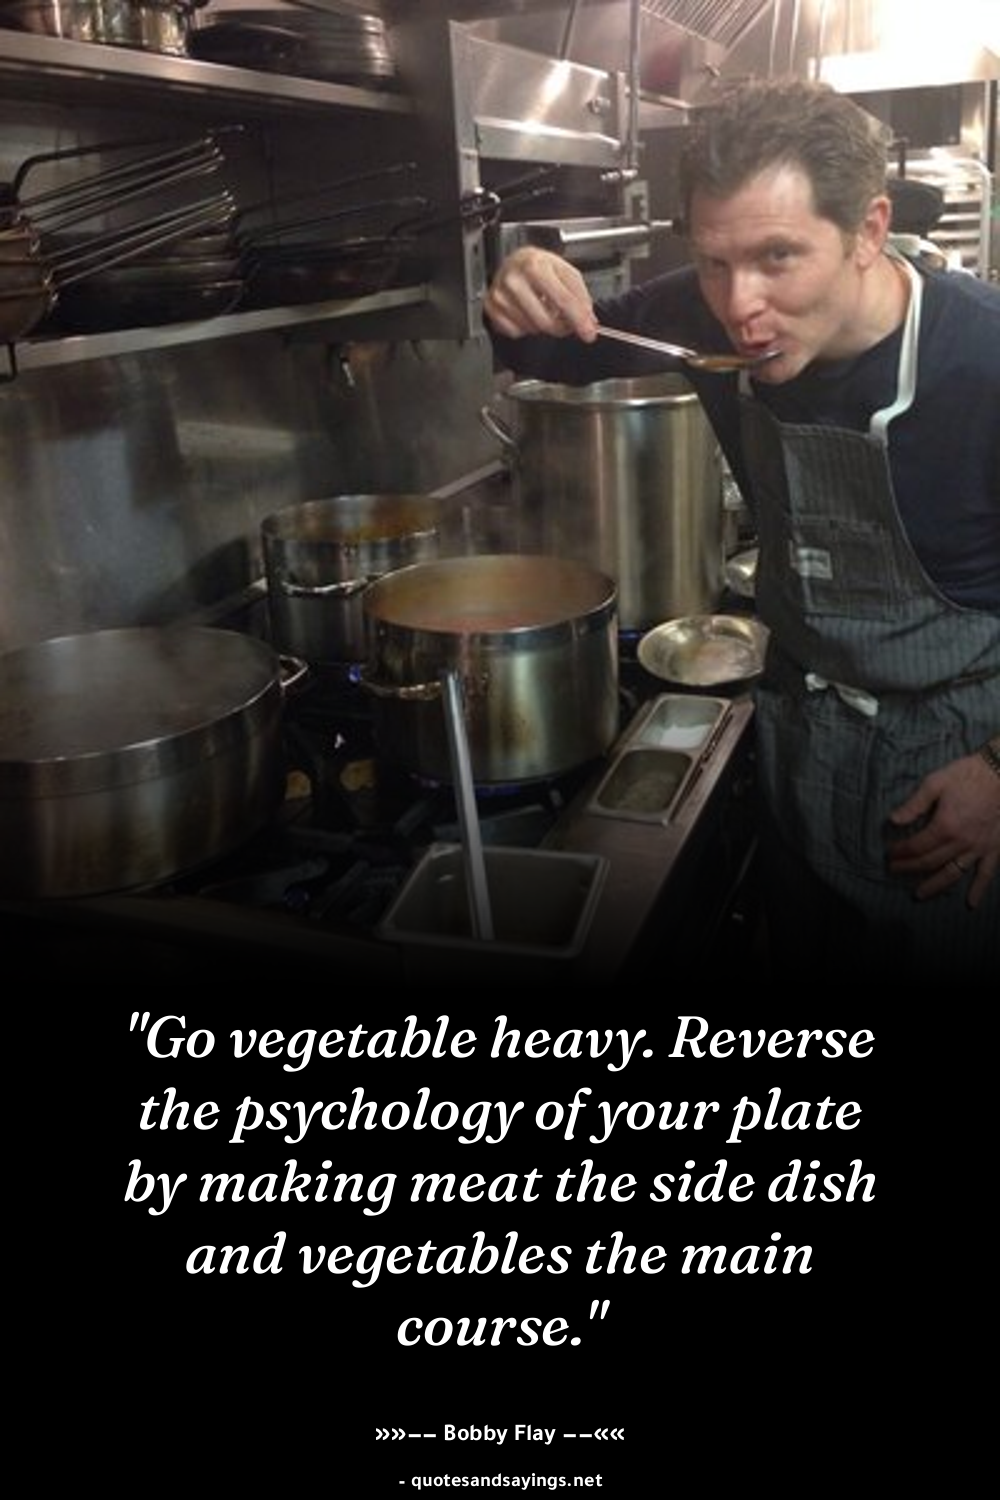 "Go vegetable heavy. Reverse
the psychology of your plate
by making meat the side dish
and vegetables the main
course."
»»−− Bobby Flay −−««
- quotesandsayings.net